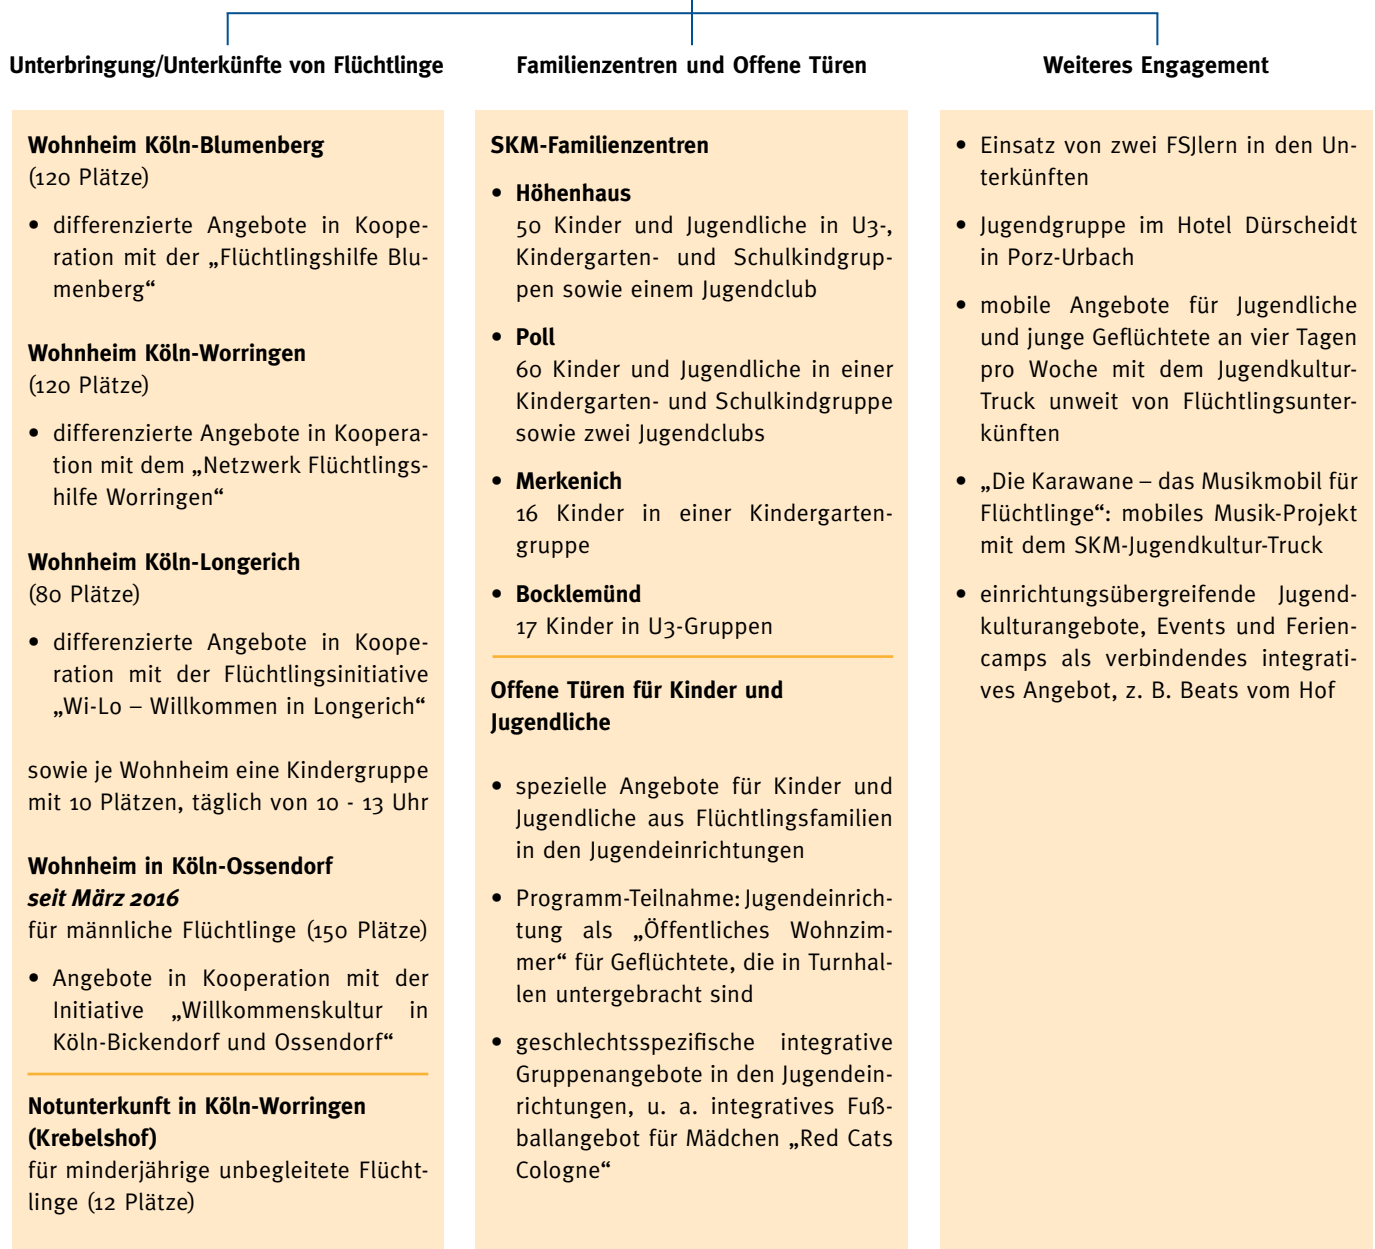 Unterbringung/Unterkünfte von Flüchtlinge
Wohnheim Köln-Blumenberg
(120 Plätze)
• differenzierte Angebote in Koope-
ration mit der „Flüchtlingshilfe Blu-
menberg“
Wohnheim Köln-Worringen
(120 Plätze)
• differenzierte Angebote in Koopera-
tion mit dem „Netzwerk Flüchtlings-
hilfe Worringen“
Wohnheim Köln-Longerich
(80 Plätze)
• differenzierte Angebote in Koope-
ration mit der Flüchtlingsinitiative
„Wi-Lo – Willkommen in Longerich“
sowie je Wohnheim eine Kindergruppe
mit 10 Plätzen, täglich von 10 - 13 Uhr
Wohnheim in Köln-Ossendorf
seit März 2016
für männliche Flüchtlinge (150 Plätze)
• Angebote in Kooperation mit der
Initiative „Willkommenskultur in
Köln-Bickendorf und Ossendorf“
Notunterkunft in Köln-Worringen
(Krebelshof)
für minderjährige unbegleitete Flücht-
linge (12 Plätze)
Familienzentren und Offene Türen
SKM-Familienzentren
• Höhenhaus
50 Kinder und Jugendliche in U3-,
Kindergarten- und Schulkindgrup-
pen sowie einem Jugendclub
• Poll
60 Kinder und Jugendliche in einer
Kindergarten- und Schulkindgruppe
sowie zwei Jugendclubs
• Merkenich
16 Kinder in einer Kindergarten-
gruppe
• Bocklemünd
17 Kinder in U3-Gruppen
Offene Türen für Kinder und
Jugendliche
• spezielle Angebote für Kinder und
Jugendliche aus Flüchtlingsfamilien
in den Jugendeinrichtungen
• Programm-Teilnahme: Jugendeinrich-
tung als „Öffentliches Wohnzim-
mer“ für Geflüchtete, die in Turnhal-
len untergebracht sind
• geschlechtsspezifische integrative
Gruppenangebote in den Jugendein-
richtungen, u. a. integratives Fuß-
ballangebot für Mädchen „Red Cats
Cologne“
Weiteres Engagement
• Einsatz von zwei FSJlern in den Un-
terkünften
• Jugendgruppe im Hotel Dürscheidt
in Porz-Urbach
• mobile Angebote für Jugendliche
und junge Geflüchtete an vier Tagen
pro Woche mit dem Jugendkultur-
Truck unweit von Flüchtlingsunter-
künften
• „Die Karawane – das Musikmobil für
Flüchtlinge“: mobiles Musik-Projekt
mit dem SKM-Jugendkultur-Truck
• einrichtungsübergreifende Jugend-
kulturangebote, Events und Ferien-
camps als verbindendes integrati-
ves Angebot, z. B. Beats vom Hof